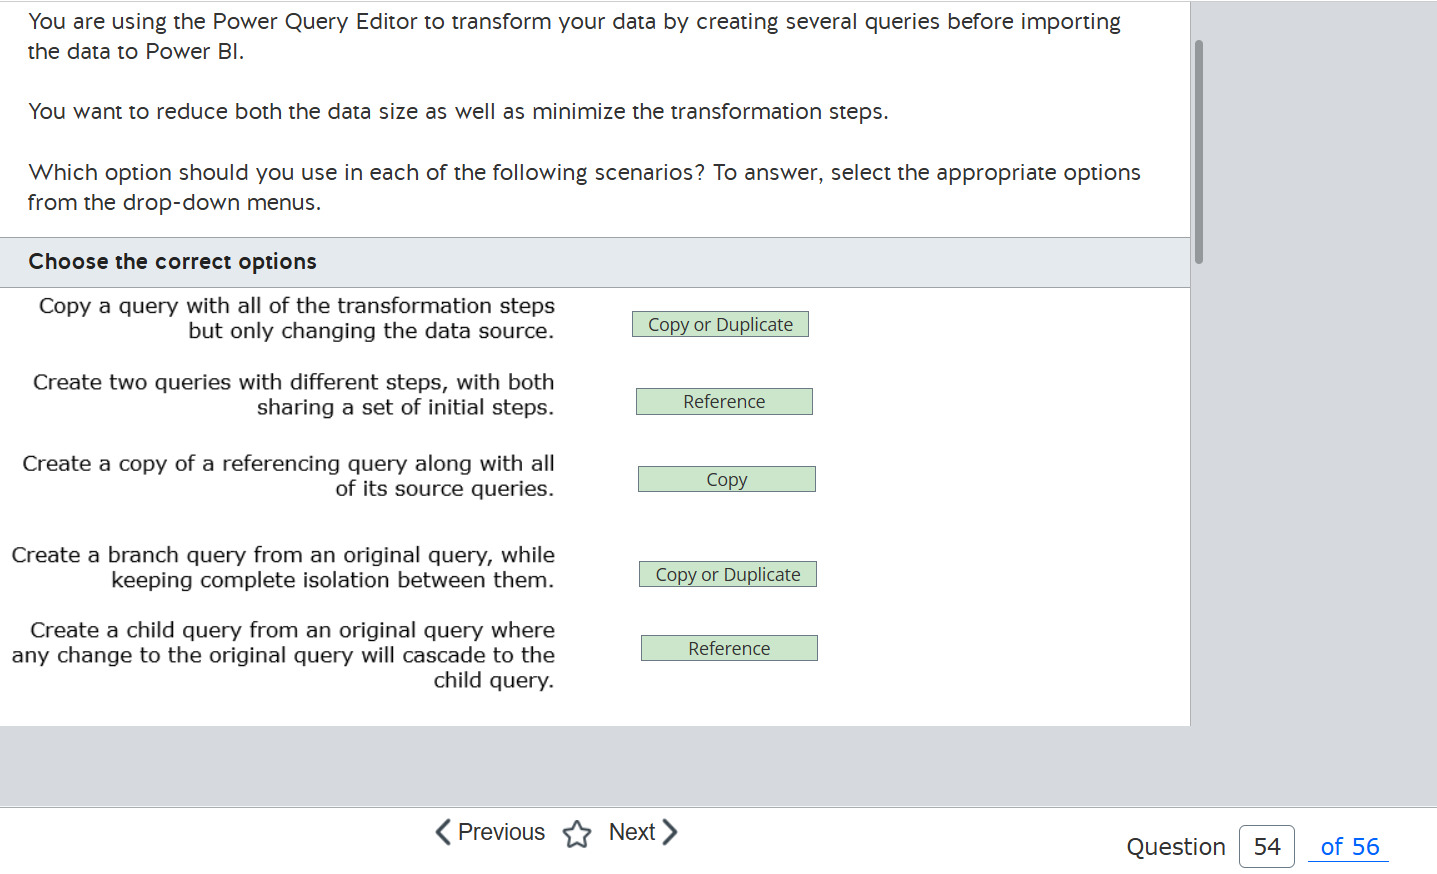 You are using the Power Query Editor to transform your data by creating several queries before importing
the data to Power BI.
You want to reduce both the data size as well as minimize the transformation steps.
Which option should you use in each of the following scenarios? To answer, select the appropriate options
from the drop-down menus.
Choose the correct options
Copy a query with all of the transformation steps
but only changing the data source.
Copy or Duplicate
Create two queries with different steps, with both
sharing a set of initial steps.
Reference
Create a copy of a referencing query along with all
of its source queries.
Copy
Create a branch query from an original query, while
keeping complete isolation between them.
Copy or Duplicate
Create a child query from an original query where
any change to the original query will cascade to the
child query.
Reference
Previous Next
Question 54 of 56